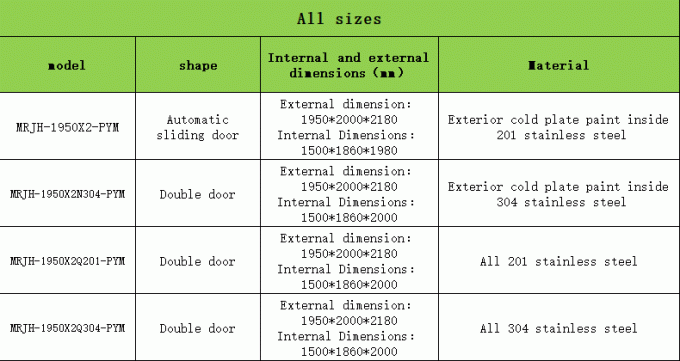 All sizes
model
shape
Internal and external
dimensions（mm）
Material
MRJH-1950X2-PYM
Automatic
sliding door
External dimension:
1950*2000*2180
Internal Dimensions:
1500*1860*1980
Exterior cold plate paint inside
201 stainless steel
MRJH-1950X2N304-PYM
Double door
External dimension:
1950*2000*2180
Internal Dimensions:
1500*1860*2000
Exterior cold plate paint inside
304 stainless steel
MRJH-1950X2Q201-PYM
Double door
External dimension:
1950*2000*2180
Internal Dimensions:
1500*1860*2000
All 201 stainless steel
MRJH-1950X2Q304-PYM
Double door
External dimension:
1950*2000*2180
Internal Dimensions:
1500*1860*2000
All 304 stainless steel